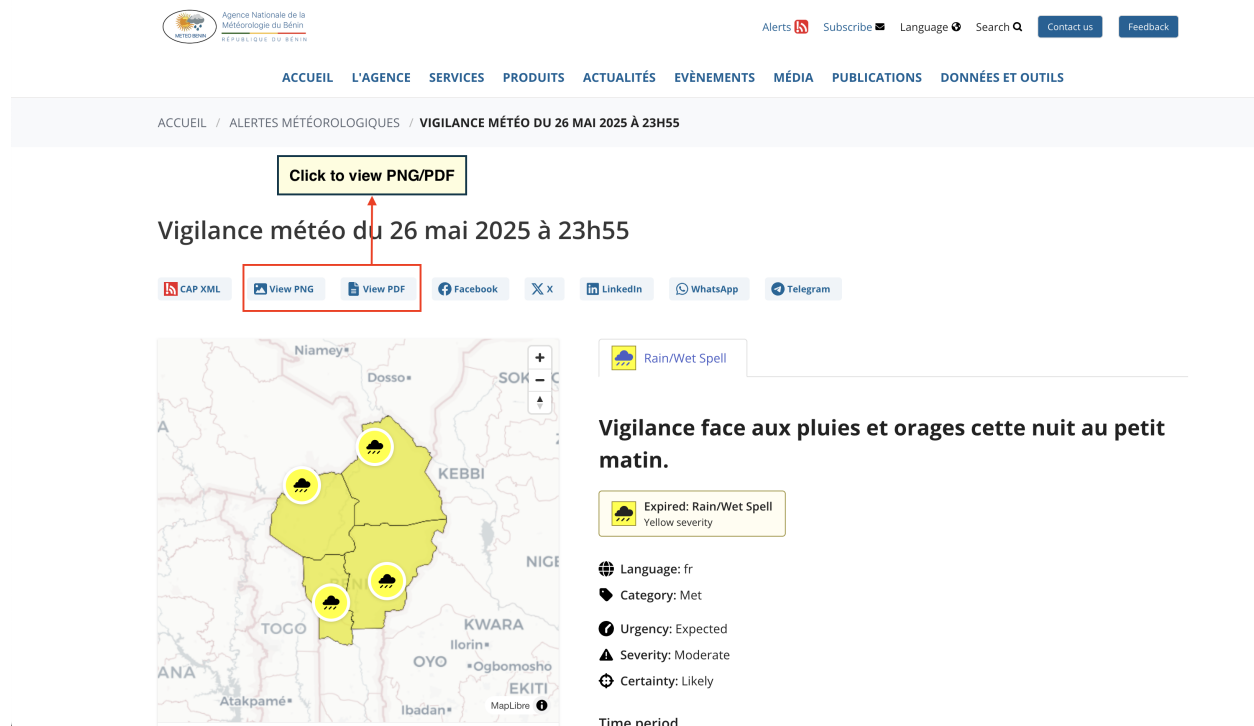 Agence Nationale de la
Météorologie du Bénin
RÉPUBLIQUE DU BÉNIN
METEO BENIN
Alerts
Subscribe
Language
Search
Contact us
Feedback
ACCUEIL
L'AGENCE
SERVICES
PRODUITS
ACTUALITÉS
EVÈNEMENTS
MÉDIA
PUBLICATIONS
DONNÉES ET OUTILS
ACCUEIL / ALERTES MÉTÉOROLOGIQUES / VIGILANCE MÉTÉO DU 26 MAI 2025 À 23H55
Click to view PNG/PDF
Vigilance météo du 26 mai 2025 à 23h55
CAP XML
View PNG
View PDF
Facebook
X
LinkedIn
WhatsApp
Telegram
Niamey
Dosso
SOK
KEBBI
NIGE
BENIN
TOGO
KWARA
Ilorin
OYO
Ogbomosho
ANA
EKITI
Atakpamé
Ibadan
MapLibre
Rain/Wet Spell
Vigilance face aux pluies et orages cette nuit au petit
matin.
Expired: Rain/Wet Spell
Yellow severity
Language: fr
Category: Met
Urgency: Expected
Severity: Moderate
Certainty: Likely
Time period